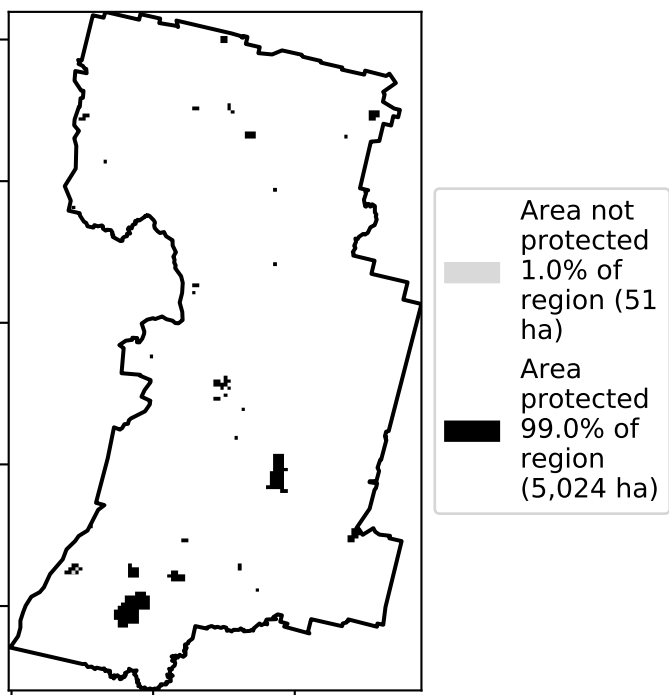 Area not
protected
1.0% of
region (51
ha)
Area
protected
99.0% of
region
(5,024 ha)